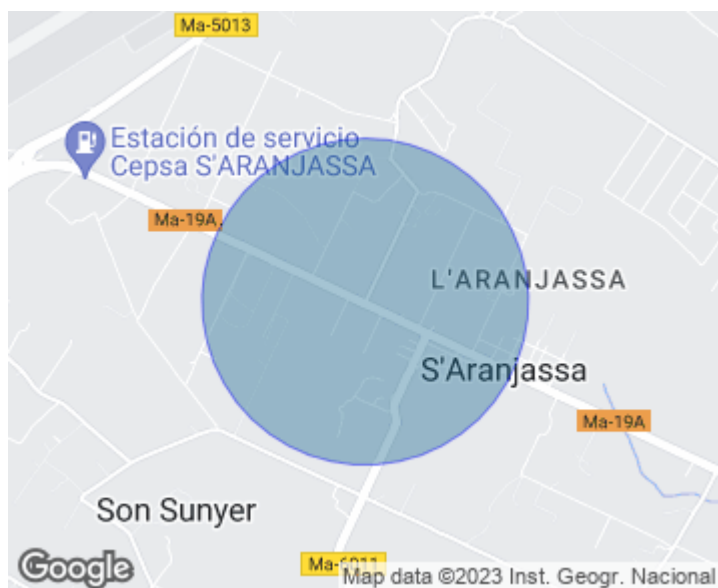 Ma-5013
Estación de servicio
Cepsa S'ARANJASSA
Ma-19A
L'ARANJASSA
S'Aranjassa
Ma-19A
Son Sunyer
Google
Map data ©2023 Inst. Geogr. Nacional